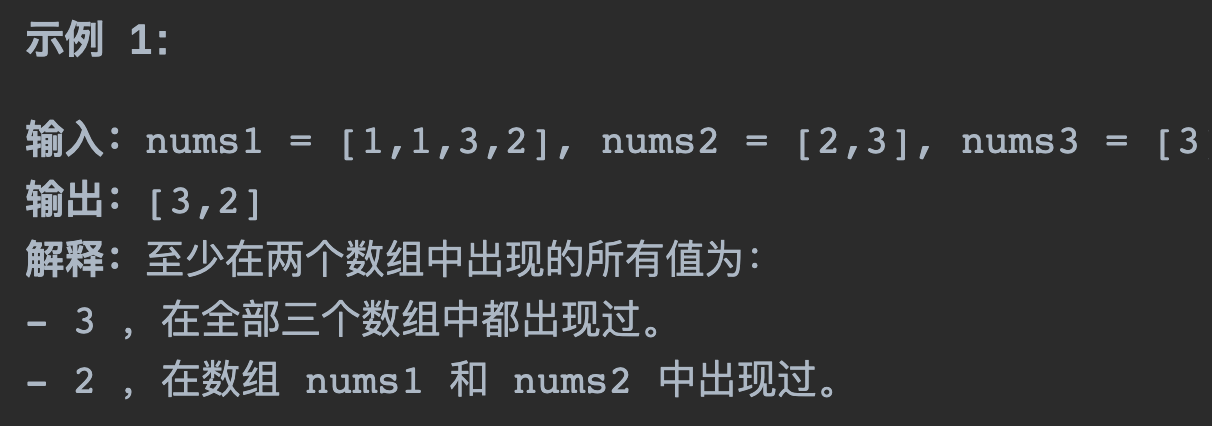 示例 1:
输入：nums1 = [1,1,3,2], nums2 = [2,3], nums3 = [3
输出：[3,2]
解释：至少在两个数组中出现的所有值为：
- 3 ，在全部三个数组中都出现过。
- 2 ，在数组 nums1 和 nums2 中出现过。